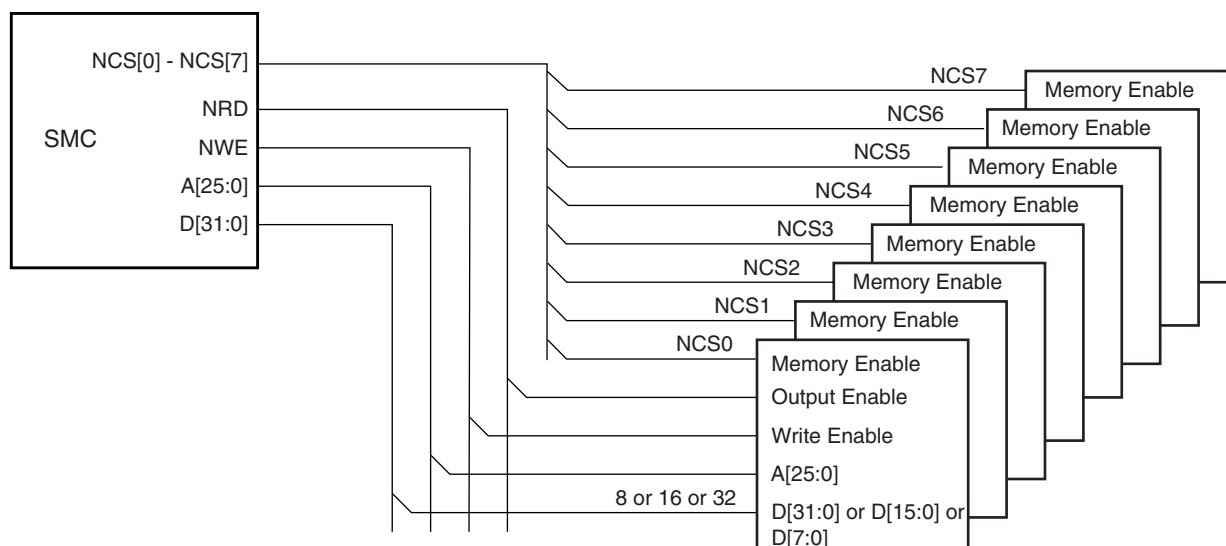 NCS[0] - NCS[7]
NRD
SMC
NWE
A[25:0]
D[31:0]
NCS7
Memory Enable
NCS6
Memory Enable
NCS5
Memory Enable
NCS4
Memory Enable
NCS3
Memory Enable
NCS2
Memory Enable
NCS1
Memory Enable
NCS0
Memory Enable
Output Enable
Write Enable
A[25:0]
8 or 16 or 32
D[31:0] or D[15:0] or
D[7:0]